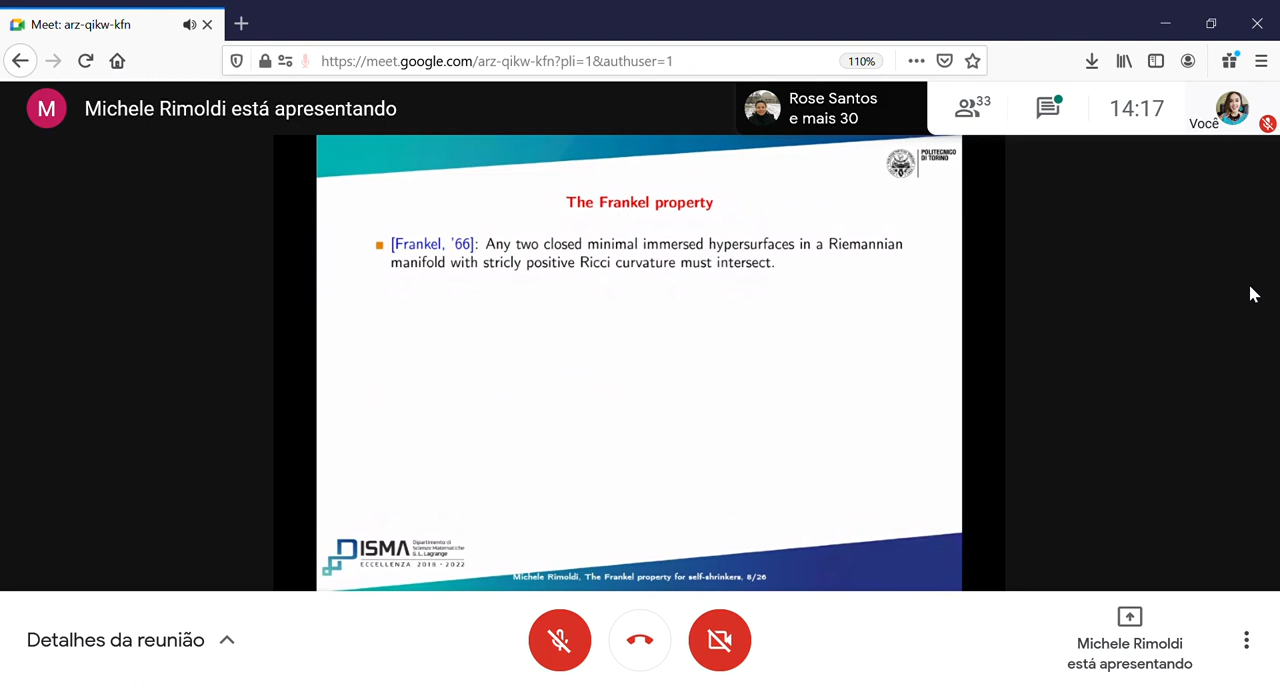 Meet: arz-qikw-kfn
https://meet.google.com/arz-qikw-kfn?pli=1&authuser=1
110%
M
Michele Rimoldi está apresentando
Rose Santos
e mais 30
33
14:17
Você
POLITECNICO
DI TORINO
The Frankel property
[Frankel, '66]: Any two closed minimal immersed hypersurfaces in a Riemannian
manifold with stricly positive Ricci curvature must intersect.
DISMA
Dipartimento di
Scienze Matematiche
G.L. Lagrange
ECCELLENZA 2018 · 2022
Michele Rimoldi, The Frankel property for self-shrinkers, 8/26
Detalhes da reunião
Michele Rimoldi
está apresentando